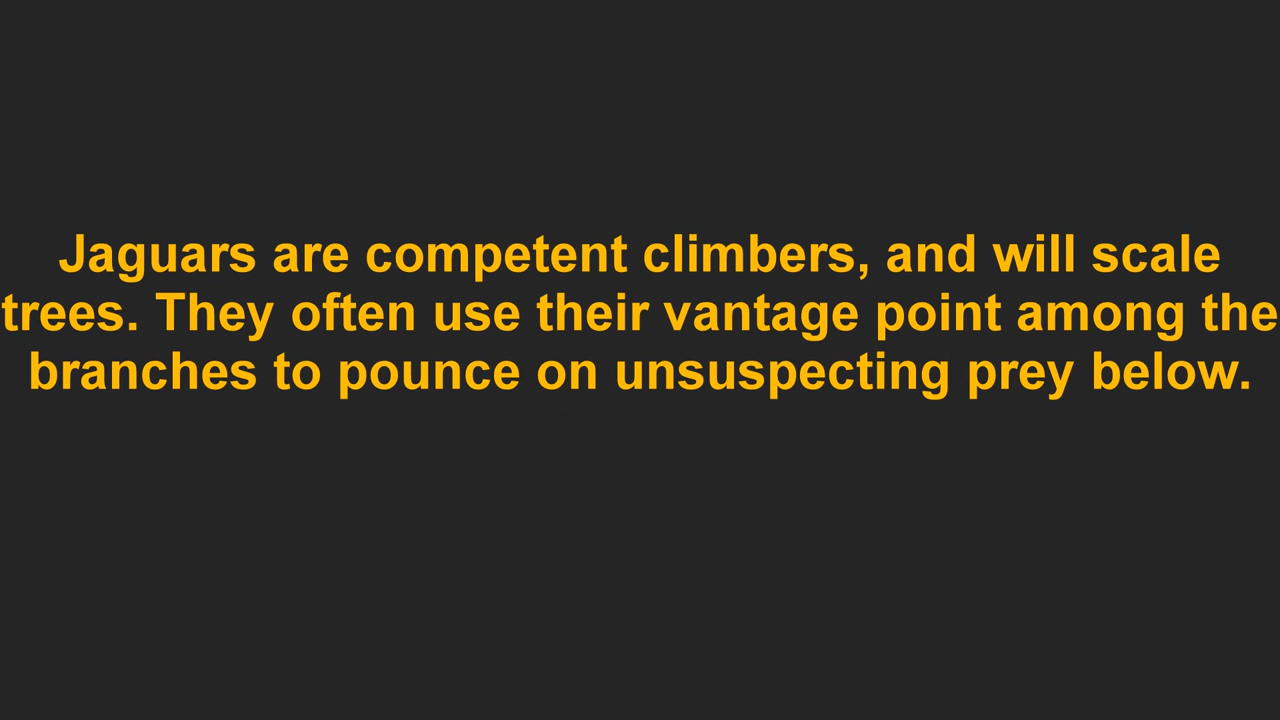 Jaguars are competent climbers, and will scale
trees. They often use their vantage point among the
branches to pounce on unsuspecting prey below.